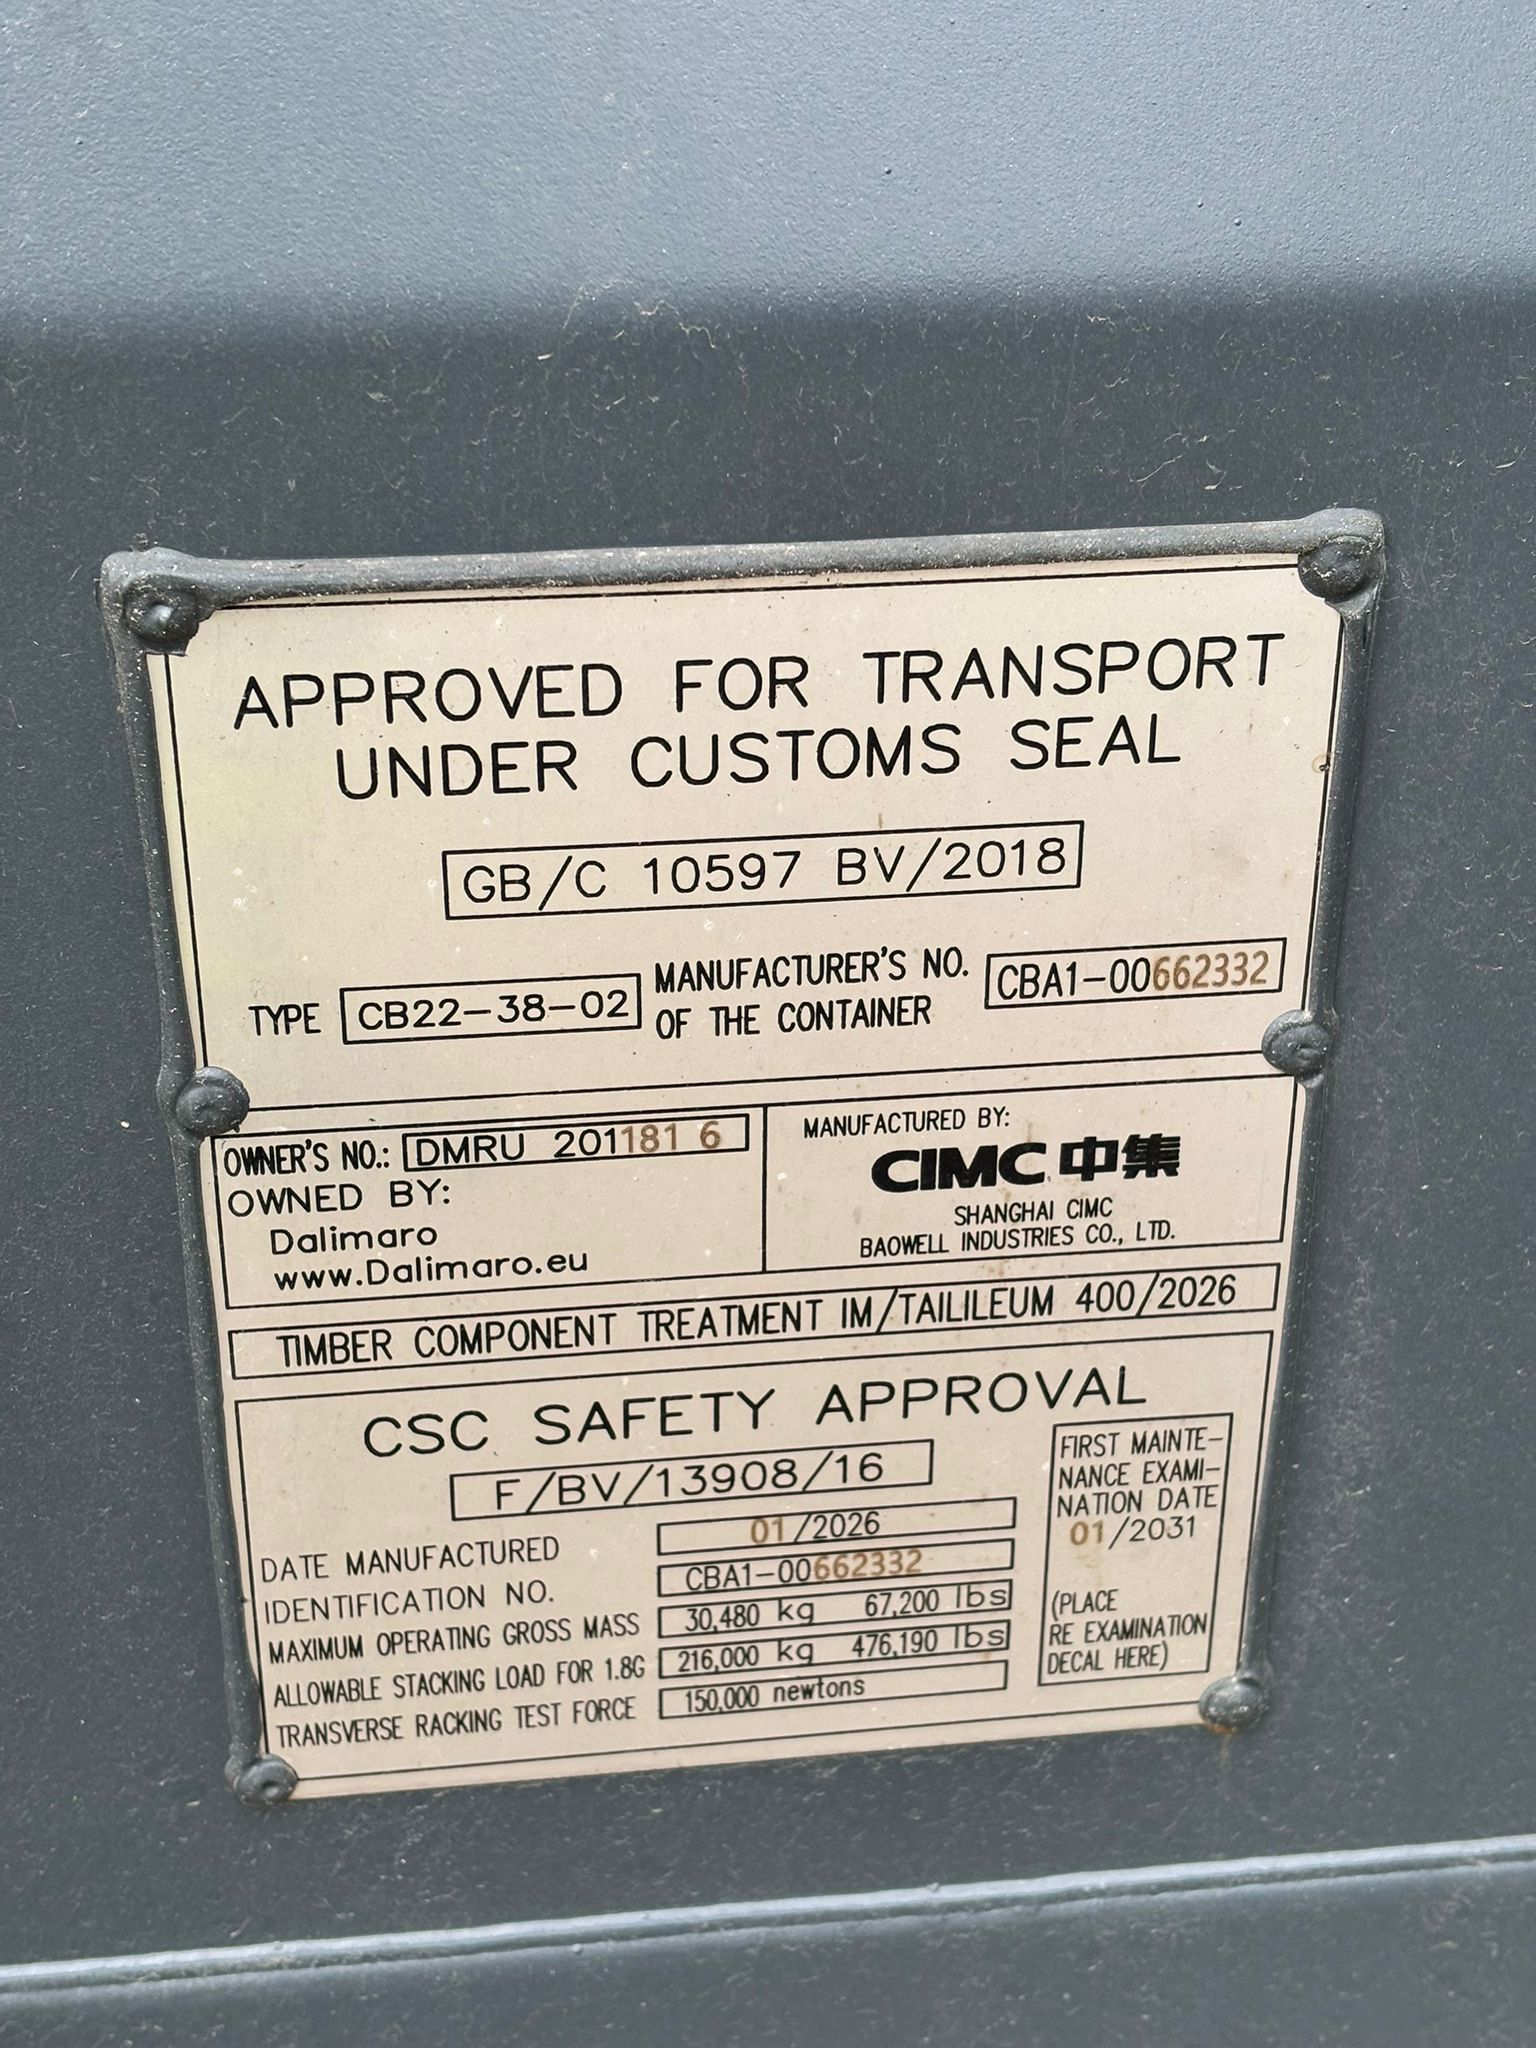 APPROVED FOR TRANSPORT
UNDER CUSTOMS SEAL
GB/C 10597 BV/2018
TYPE CB22-38-02
MANUFACTURER'S NO.
OF THE CONTAINER
CBA1-00662332
OWNER'S NO.: DMRU 201181 6
OWNED BY:
Dalimaro
www.Dalimaro.eu
MANUFACTURED BY:
CIMC 中集
SHANGHAI CIMC
BAOWELL INDUSTRIES CO., LTD.
TIMBER COMPONENT TREATMENT IM/TAILILEUM 400/2026
CSC SAFETY APPROVAL
F/BV/13908/16
DATE MANUFACTURED 01/2026
IDENTIFICATION NO. CBA1-00662332
MAXIMUM OPERATING GROSS MASS 30,480 kg 67,200 lbs
ALLOWABLE STACKING LOAD FOR 1.8G 216,000 kg 476,190 lbs
TRANSVERSE RACKING TEST FORCE 150,000 newtons
FIRST MAINTE-
NANCE EXAMI-
NATION DATE
01/2031
(PLACE
RE EXAMINATION
DECAL HERE)